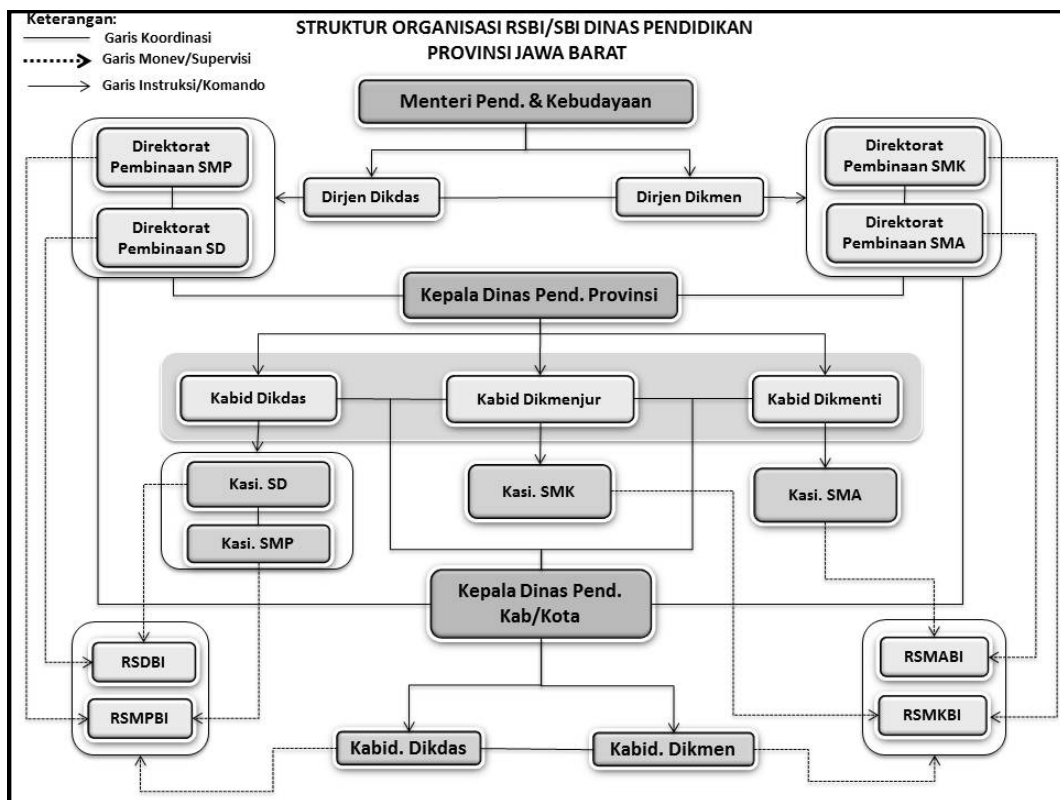 Keterangan:
Garis Koordinasi
Garis Monev/Supervisi
Garis Instruksi/Komando
STRUKTUR ORGANISASI RSBI/SBI DINAS PENDIDIKAN
PROVINSI JAWA BARAT
Menteri Pend. & Kebudayaan
Direktorat
Pembinaan SMP
Direktorat
Pembinaan SD
Dirjen Dikdas
Dirjen Dikmen
Direktorat
Pembinaan SMK
Direktorat
Pembinaan SMA
Kepala Dinas Pend. Provinsi
Kabid Dikdas
Kabid Dikmenjur
Kabid Dikmenti
Kasi. SD
Kasi. SMP
Kasi. SMK
Kasi. SMA
Kepala Dinas Pend.
Kab/Kota
RSDBI
RSMPBI
RSMABI
RSMKBI
Kabid. Dikdas
Kabid. Dikmen